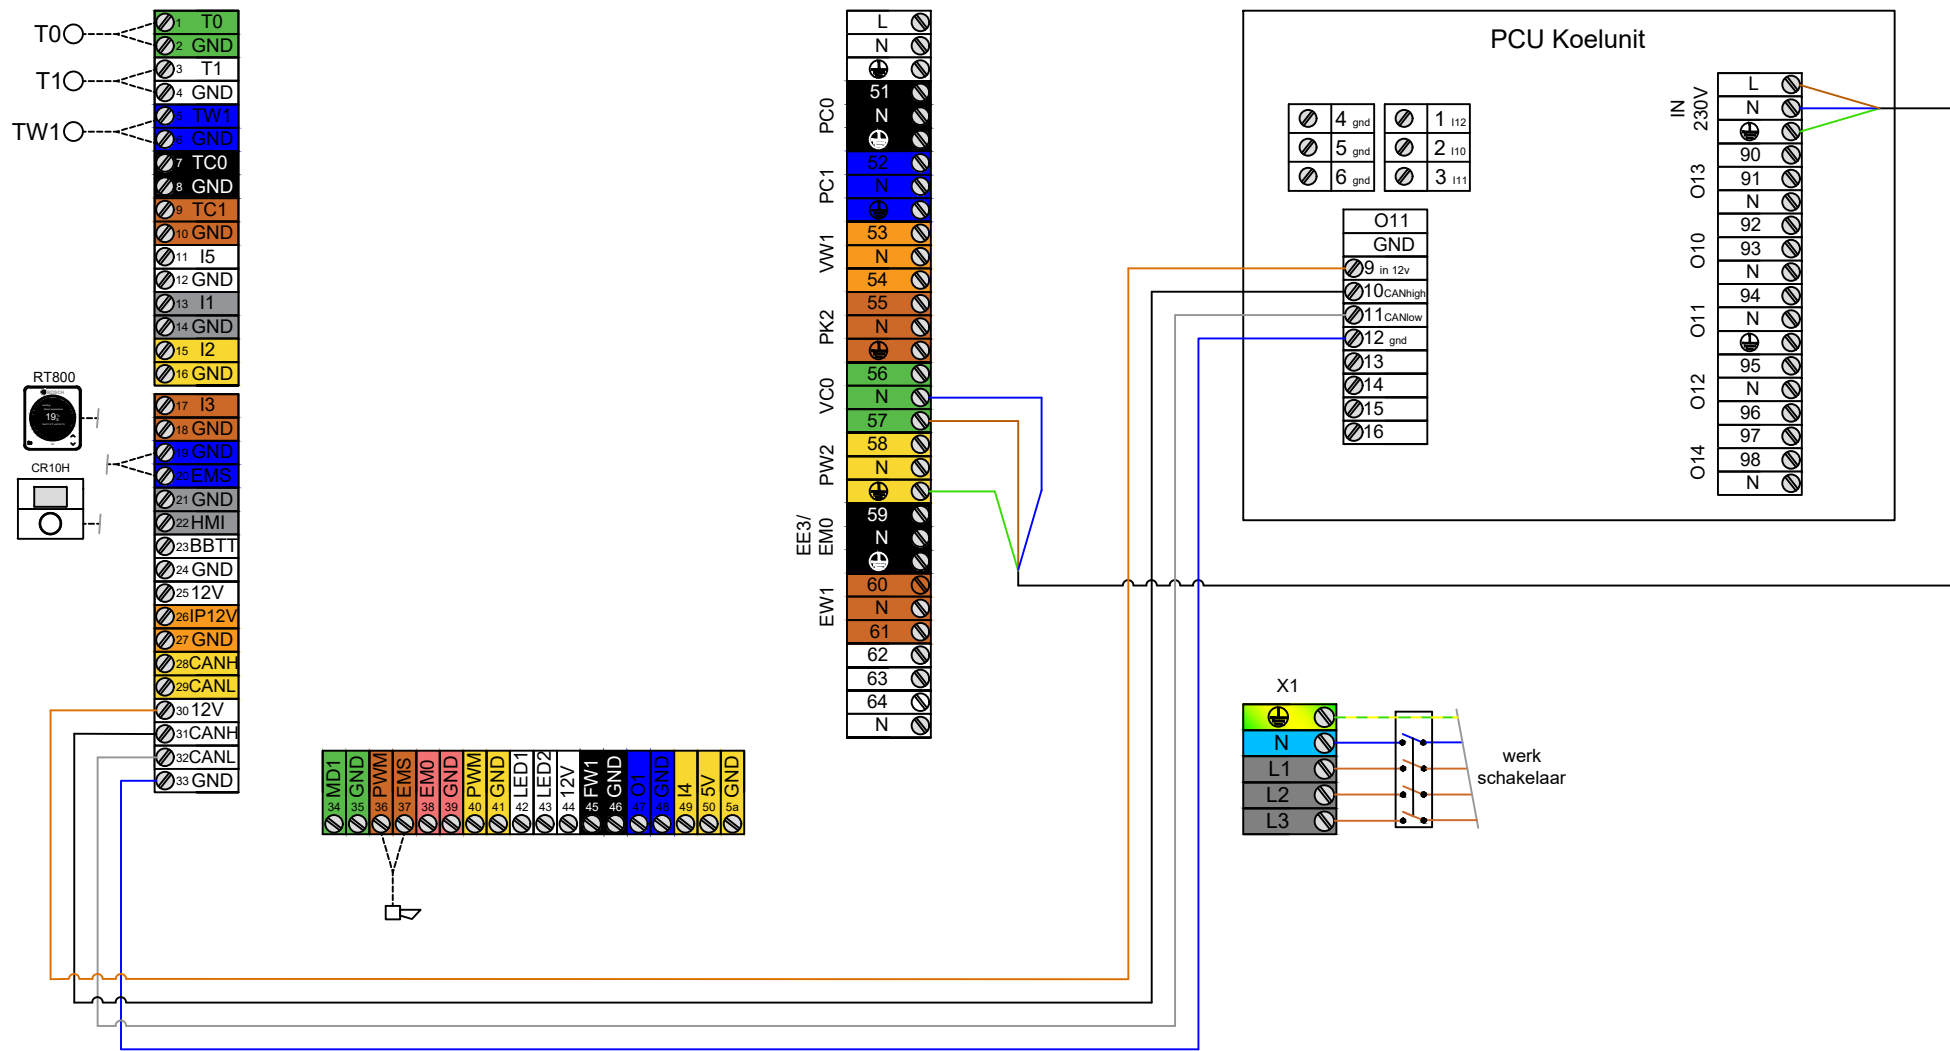 T0
T1
TW1
1 T0
2 GND
3 T1
4 GND
5 TW1
6 GND
7 TC0
8 GND
9 TC1
10 GND
11 I5
12 GND
13 I1
14 GND
15 I2
16 GND
17 I3
18 GND
19 GND
20 EMS
21 GND
22 HMI
23 BBTT
24 GND
25 12V
26 IP12V
27 GND
28 CANH
29 CANL
30 12V
31 CANH
32 CANL
33 GND
RT800
19
CR10H
MD1 34
GND 35
PWM 36
EMS 37
EM0 38
GND 39
PWM 40
GND 41
LED1 42
LED2 43
12V 44
FW1 45
GND 46
O1 47
GND 48
I4 49
5V 50
GND 5a
L
N
PC0
51
N
PC1
52
N
VW1
53
N
54
PK2
55
N
VC0
56
N
57
PW2
58
N
EE3/
EM0
59
N
EW1
60
N
61
62
63
64
N
PCU Koelunit
4 gnd
5 gnd
6 gnd
1 I12
2 I10
3 I11
O11
GND
9 in 12v
10 CANhigh
11 CANlow
12 gnd
13
14
15
16
IN
230V
L
N
90
O13
91
N
92
O10
93
N
94
O11
N
95
O12
N
96
97
O14
98
N
X1
N
L1
L2
L3
werk
schakelaar